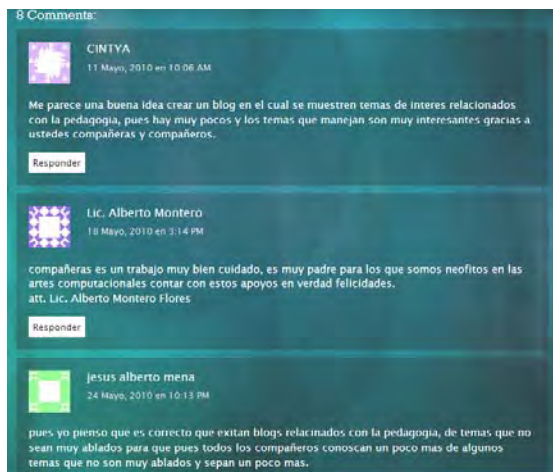 8 Comments:
CINTYA
11 Mayo, 2010 en 10:06 AM
Me parece una buena idea crear un blog en el cual se muestren temas de interes relacionados
con la pedagogia, pues hay muy pocos y los temas que manejan son muy interesantes gracias a
ustedes compañeras y compañeros.
Responder
Lic. Alberto Montero
18 Mayo, 2010 en 3:14 PM
compañeras es un trabajo muy bien cuidado, es muy padre para los que somos neofitos en las
artes computacionales contar con estos apoyos en verdad felicidades.
att. Lic. Alberto Montero Flores
Responder
jesus alberto mena
24 Mayo, 2010 en 10:13 PM
pues yo pienso que es correcto que exitan blogs relacinados con la pedagogia, de temas que no
sean muy ablados para que pues todos los compañeros conoscan un poco mas de algunos
temas que no son muy ablados y sepan un poco mas.